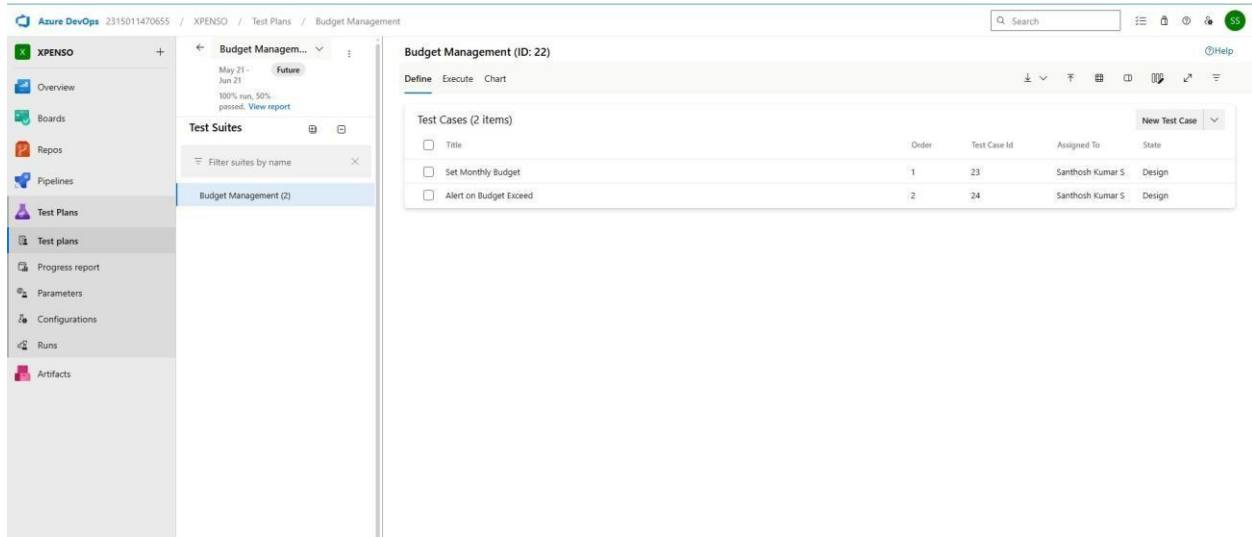 Azure DevOps 2315011470655 / XPENSO / Test Plans / Budget Management
Search
SS
X XPENSO +
Overview
Boards
Repos
Pipelines
Test Plans
Test plans
Progress report
Parameters
Configurations
Runs
Artifacts
Budget Managem...
May 21 - Future
Jun 21
100% run, 50%
passed. View report
Test Suites
Filter suites by name
Budget Management (2)
Budget Management (ID: 22)
Help
Define Execute Chart
Test Cases (2 items)
New Test Case
Title Order Test Case Id Assigned To State
Set Monthly Budget 1 23 Santhosh Kumar S Design
Alert on Budget Exceed 2 24 Santhosh Kumar S Design